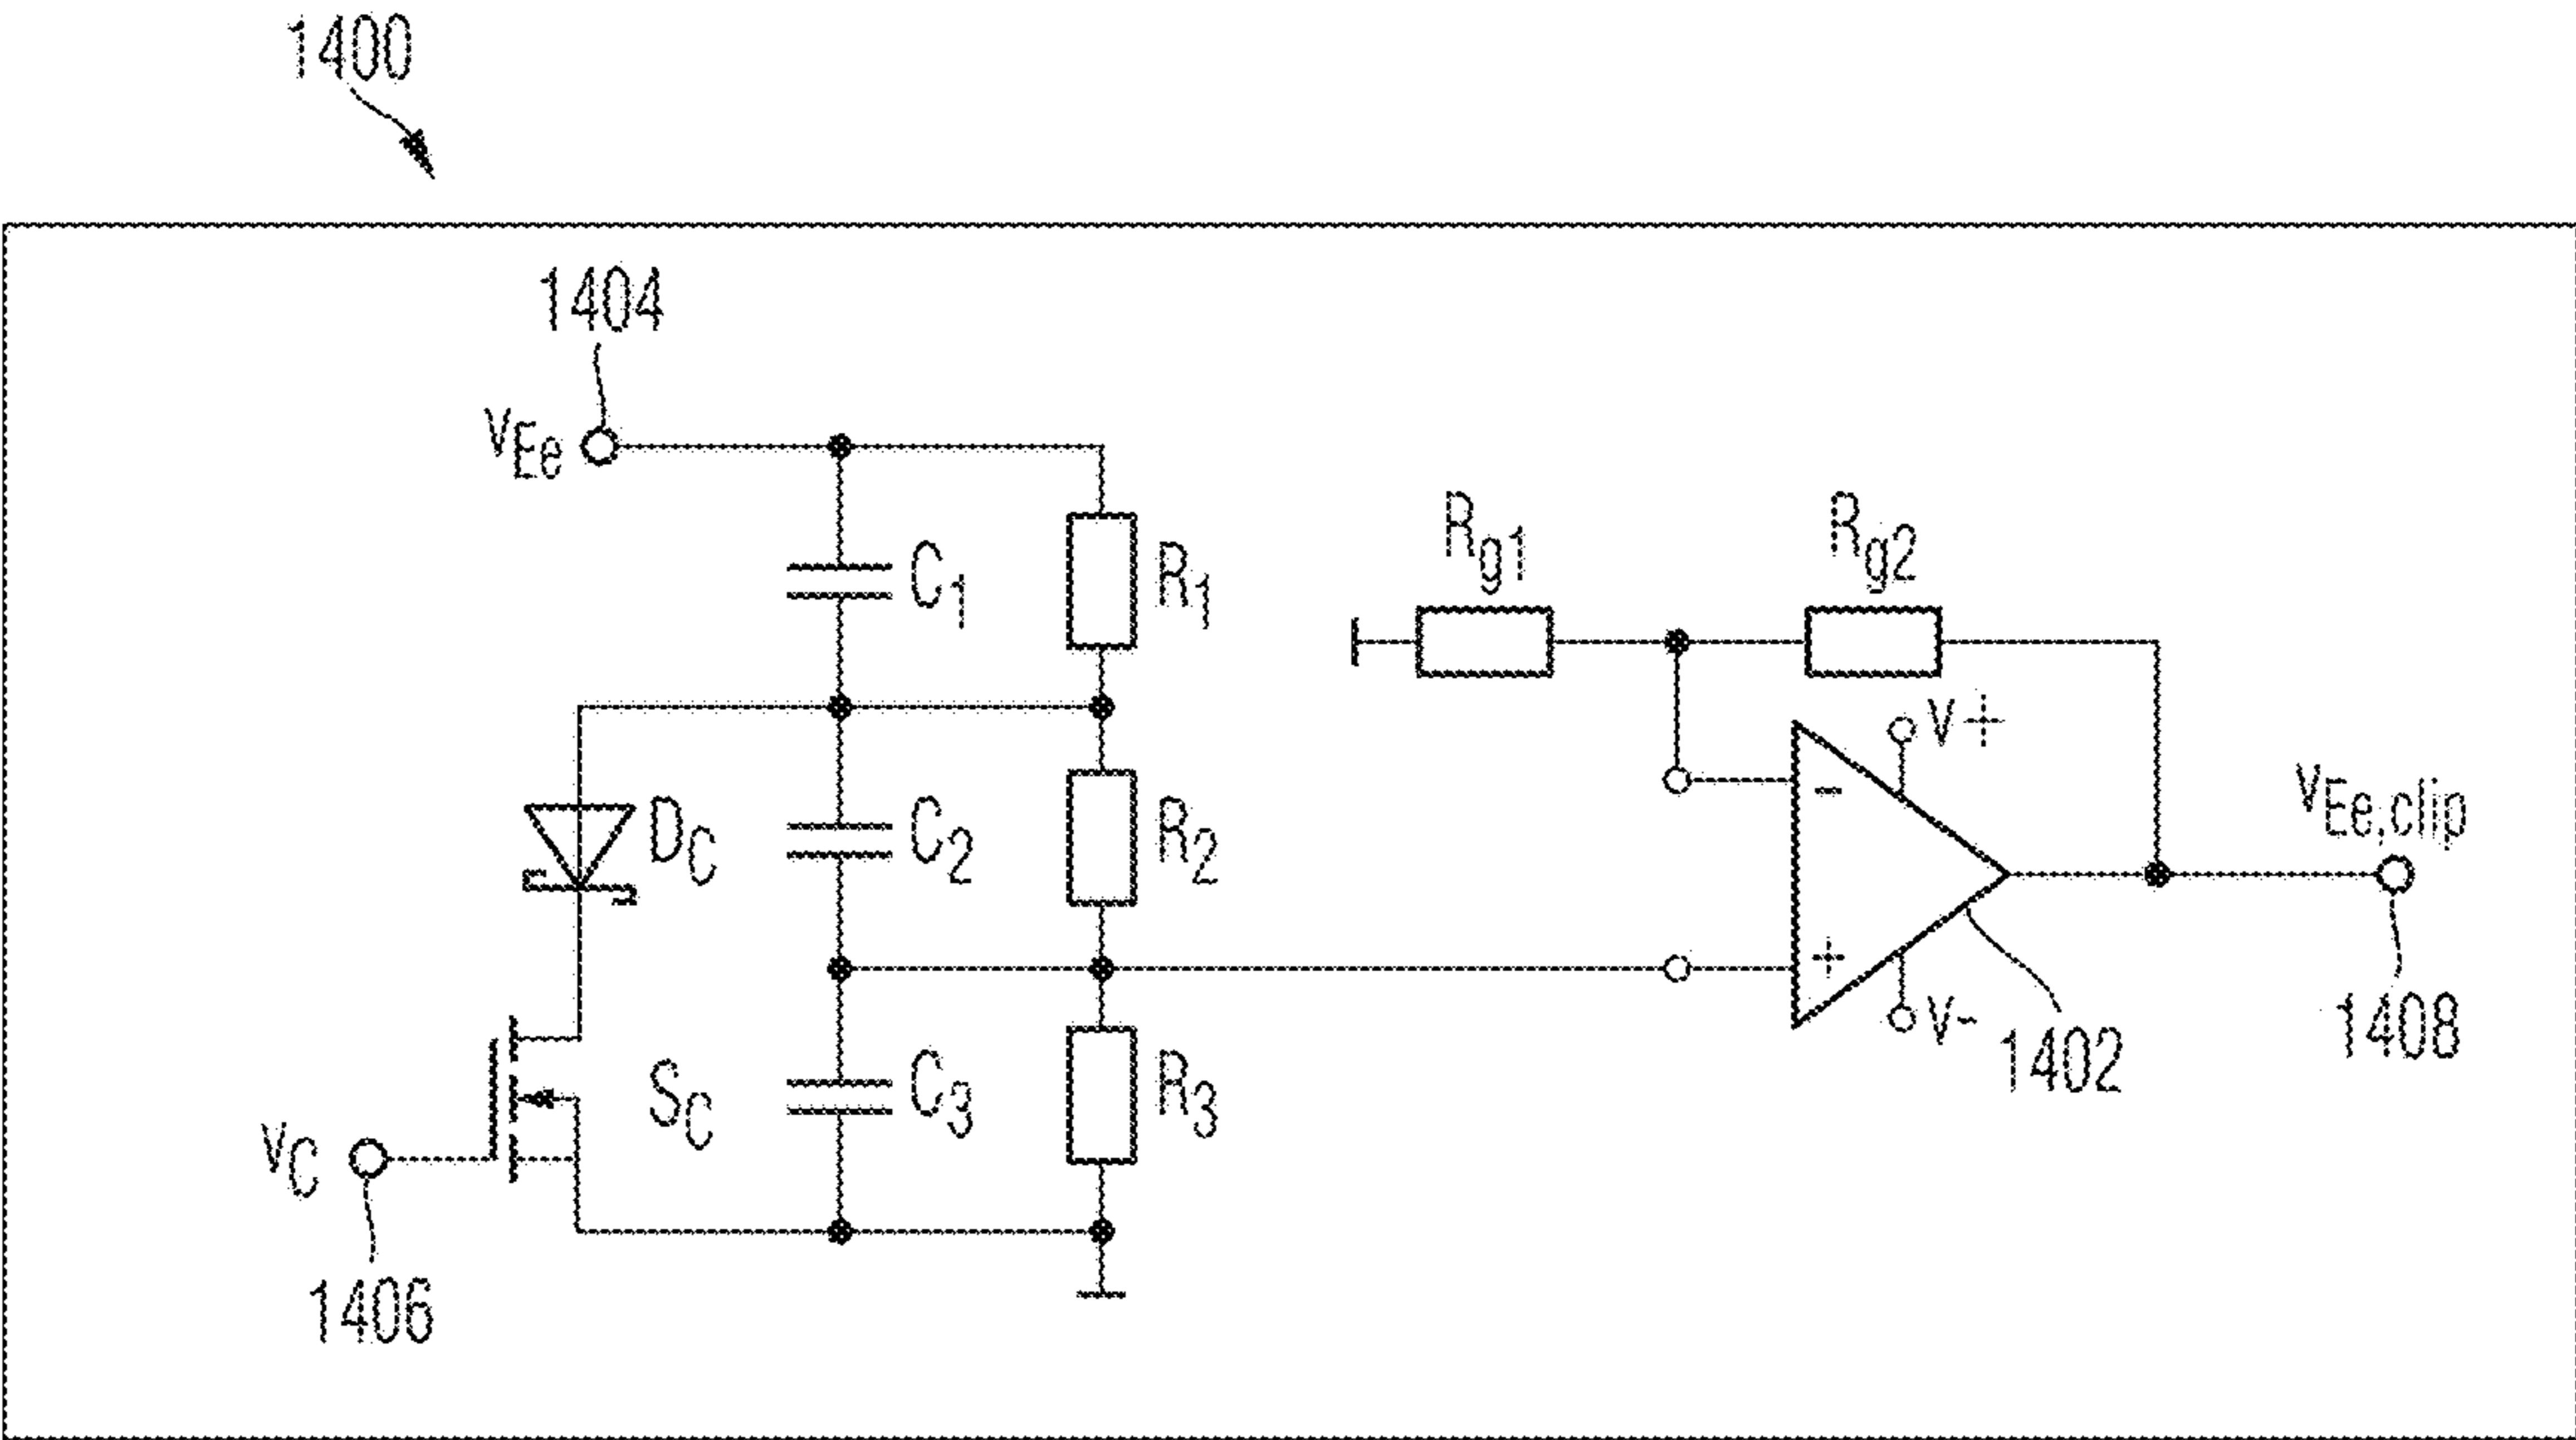 1400
1404
vEe
C1
R1
Rg1
Rg2
V+
DC
C2
R2
-
vEe,clip
+
V-
1402
1408
SC
C3
R3
vC
1406